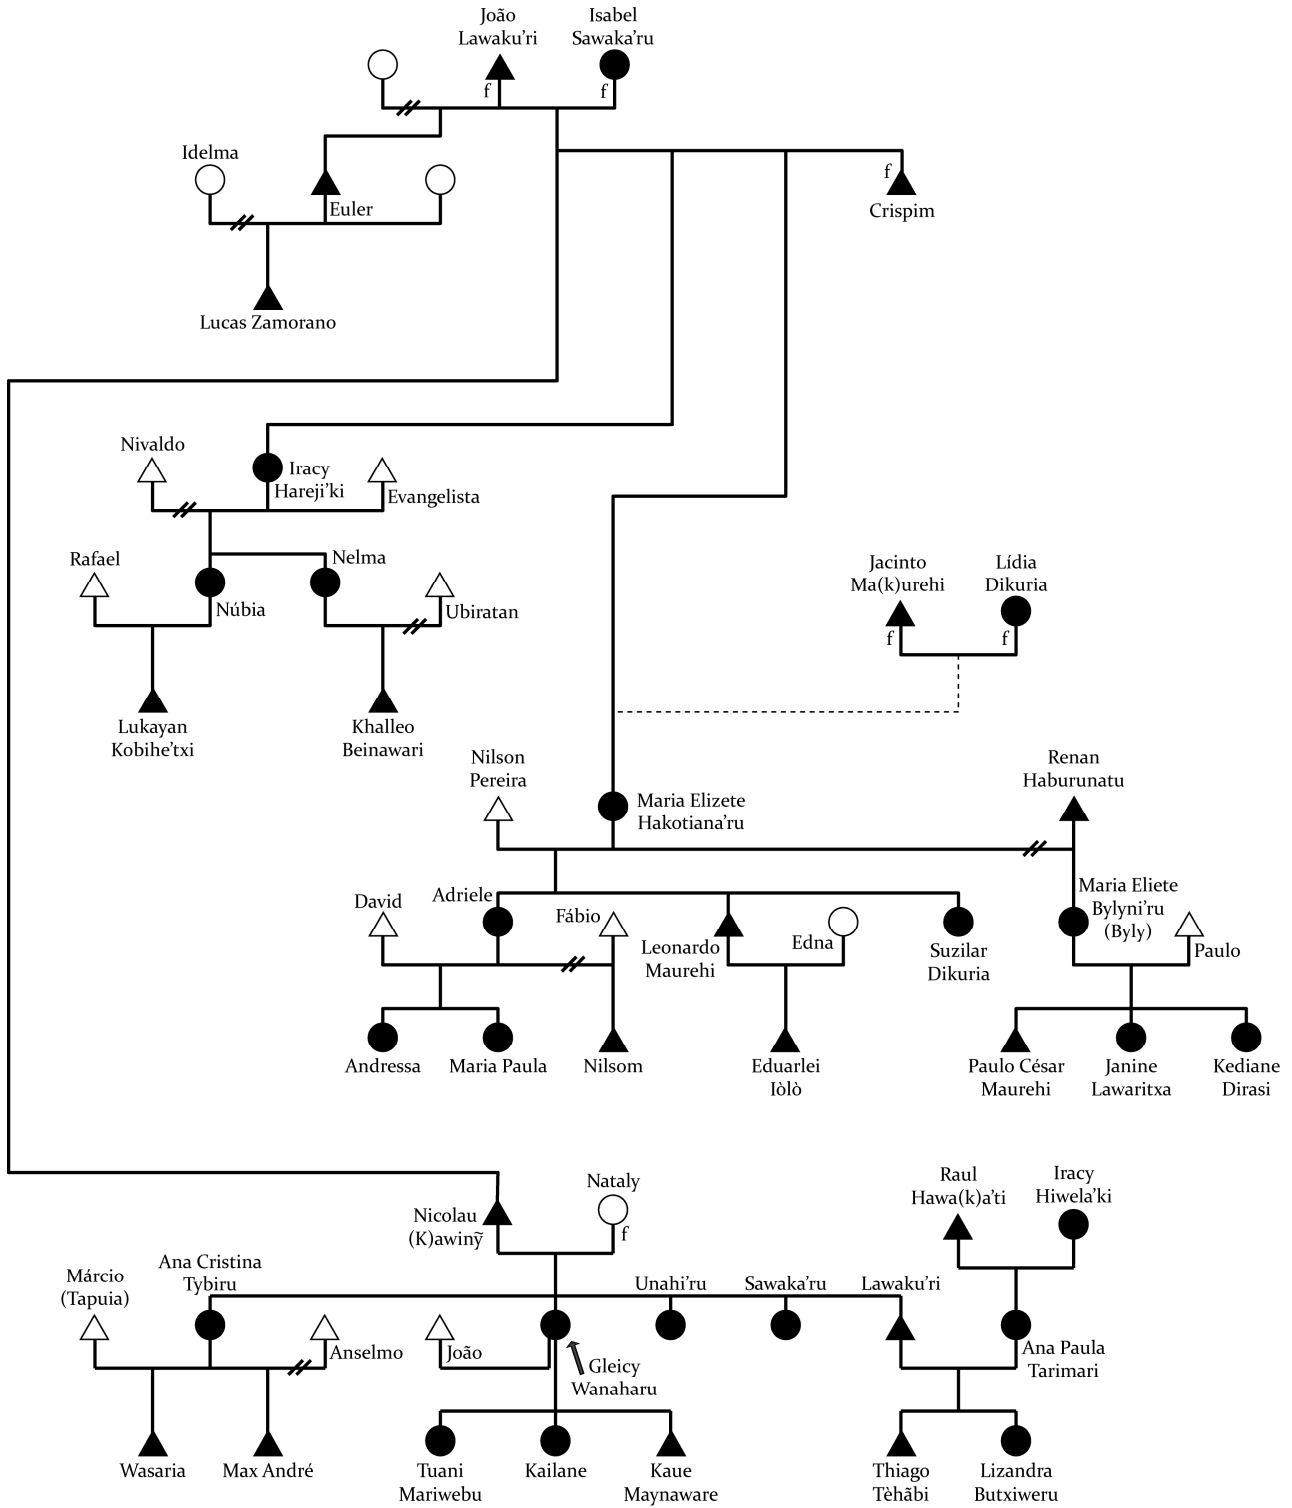 João
Lawaku’ri
Isabel
Sawaka’ru
f
f
Idelma
Euler
f
Crispim
Lucas Zamorano
Nivaldo
Iracy
Hareji’ki
Evangelista
Rafael
Nelma
Núbia
Ubiratan
Jacinto
Ma(k)urehi
Lídia
Dikuria
f
f
Lukayan
Kobihe’txi
Khalleo
Beinawari
Nilson
Pereira
Maria Elizete
Hakotiana’ru
Renan
Haburunatu
David
Adriele
Fábio
Leonardo
Maurehi
Edna
Suzilar
Dikuria
Maria Eliete
Bylyni’ru
(Byly)
Paulo
Andressa
Maria Paula
Nilsom
Eduarlei
Iòlò
Paulo César
Maurehi
Janine
Lawaritxa
Kediane
Dirasi
Nicolau
(K)awinỹ
Nataly
f
Raul
Hawa(k)a’ti
Iracy
Hiwela’ki
Márcio
(Tapuia)
Ana Cristina
Tybiru
Unahi’ru
Sawaka’ru
Lawaku’ri
Anselmo
João
Gleicy
Wanaharu
Ana Paula
Tarimari
Wasaria
Max André
Tuani
Mariwebu
Kailane
Kaue
Maynaware
Thiago
Tèhãbi
Lizandra
Butxiweru